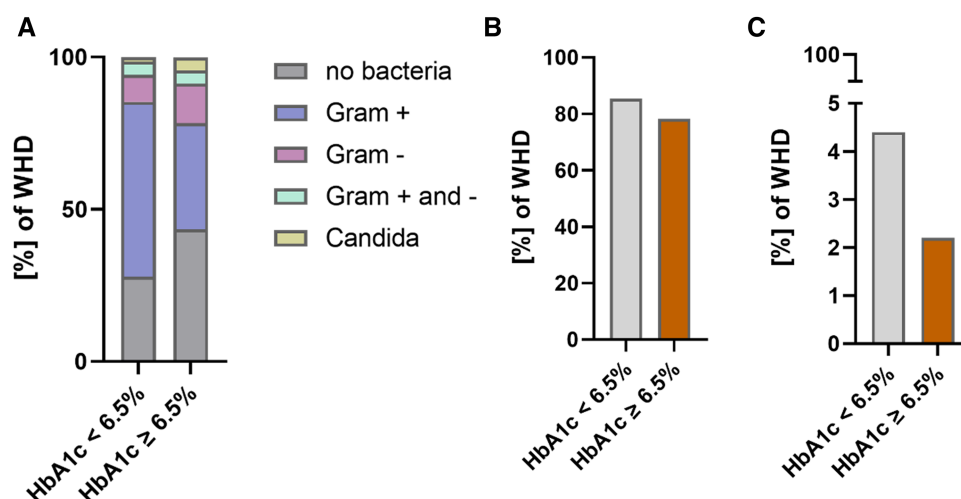 A
[%] of WHD
100
50
0
HbA1c < 6.5%
HbA1c ≥ 6.5%
no bacteria
Gram +
Gram -
Gram + and -
Candida
B
[%] of WHD
100
80
60
40
20
0
HbA1c < 6.5%
HbA1c ≥ 6.5%
C
[%] of WHD
100
5
4
3
2
1
0
HbA1c < 6.5%
HbA1c ≥ 6.5%